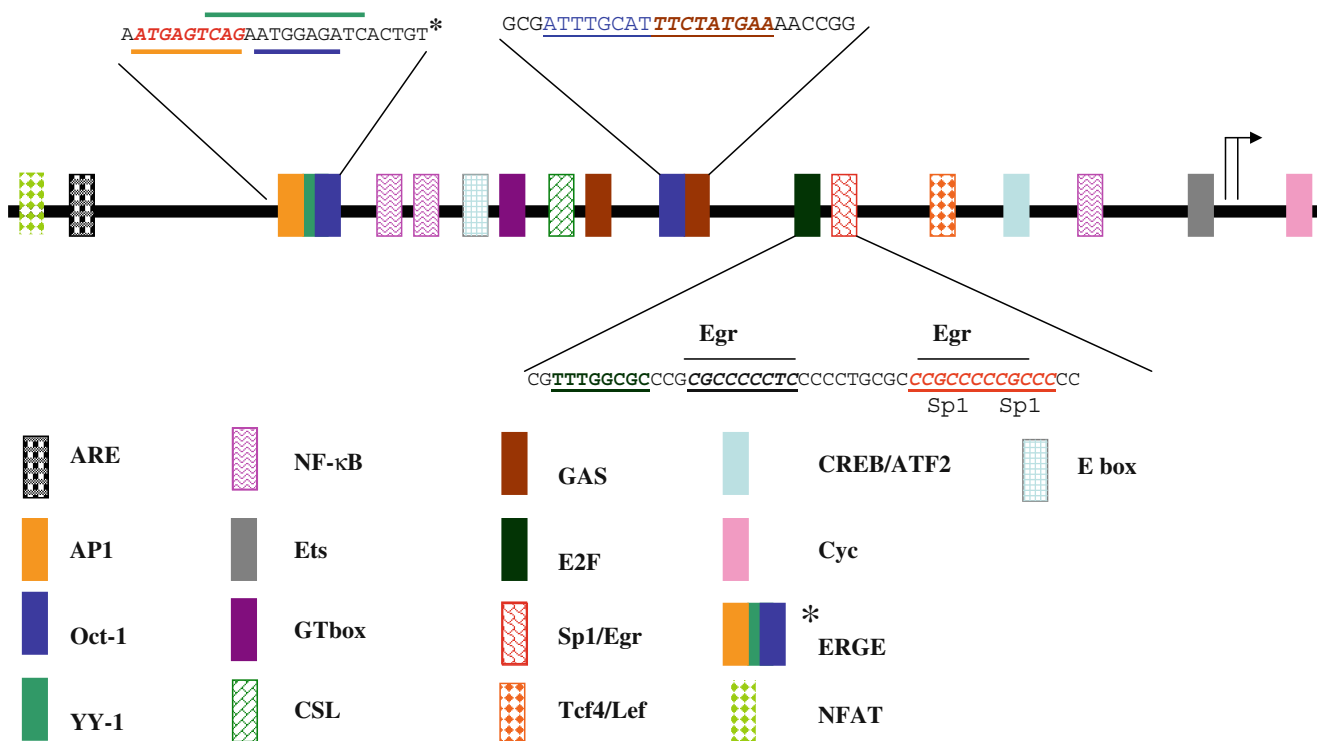 AATGAGTCAGAATGGAGATCACTGT*
GCGATTTGCATTTCTATGAAAACCGG
Egr Egr
CGTTTGGCGCCCGCGCCCCCTCCCCCTGCGCCCGCCCCCGCCCCC
Sp1 Sp1
ARE
NF-κB
GAS
CREB/ATF2
E box
AP1
Ets
E2F
Cyc
Oct-1
GTbox
Sp1/Egr
*
ERGE
YY-1
CSL
Tcf4/Lef
NFAT